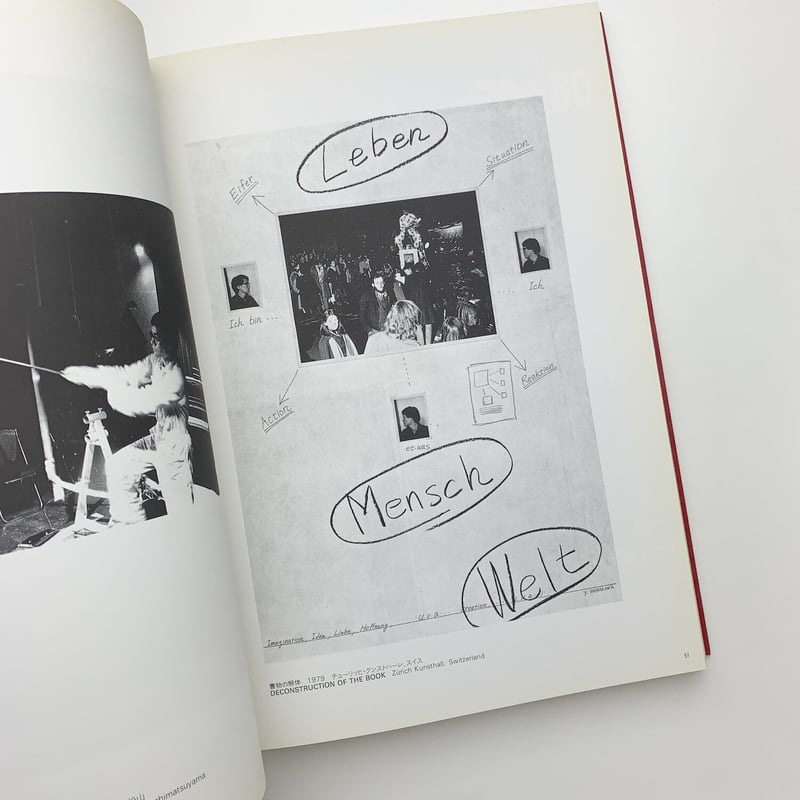 Leben
Eifer
Situation
Ich bin ....
.... Ich
Action
Reaktion
etwas
Mensch
Welt
Imagination, Idee, Liebe, Hoffnung ...... u.v.a.
書物の解体 1979 チューリッヒ・クンストハーレ、スイス
DECONSTRUCTION OF THE BOOK Zürich Kunsthall, Switzerland
51
himatsuyama